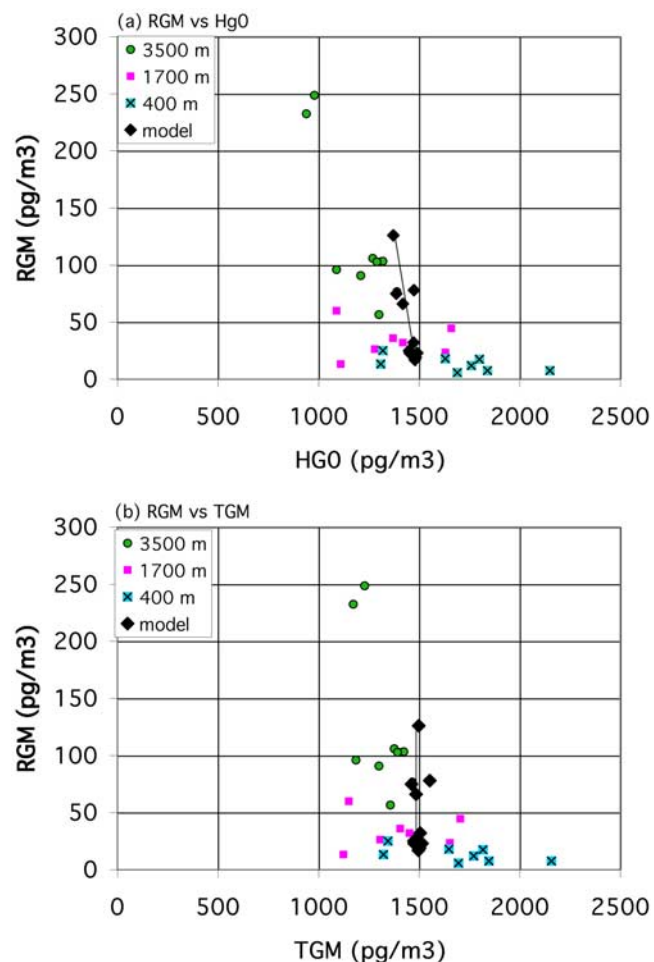 (a) RGM vs Hg0
300
250
200
150
100
50
0
3500 m
1700 m
400 m
model
RGM (pg/m3)
0 500 1000 1500 2000 2500
HG0 (pg/m3)
(b) RGM vs TGM
300
250
200
150
100
50
0
3500 m
1700 m
400 m
model
RGM (pg/m3)
0 500 1000 1500 2000 2500
TGM (pg/m3)